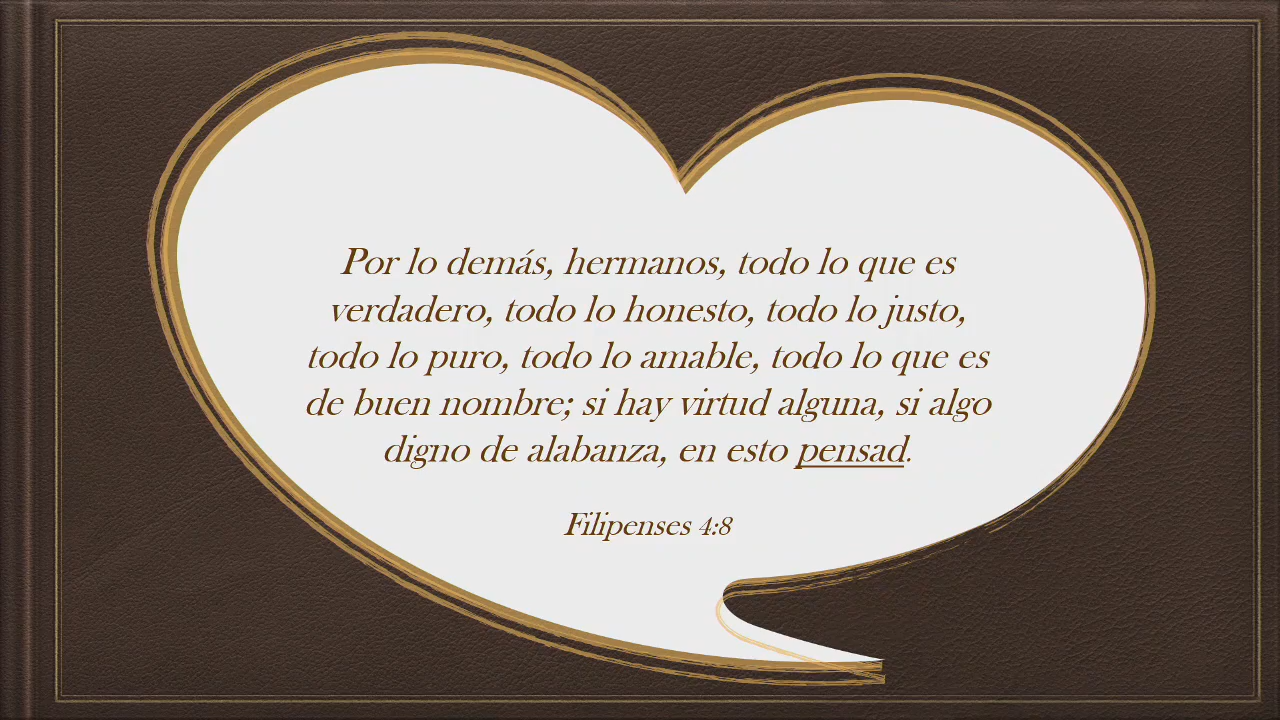 Por lo demás, hermanos, todo lo que es
verdadero, todo lo honesto, todo lo justo,
todo lo puro, todo lo amable, todo lo que es
de buen nombre; si hay virtud alguna, si algo
digno de alabanza, en esto pensad.
Filipenses 4:8